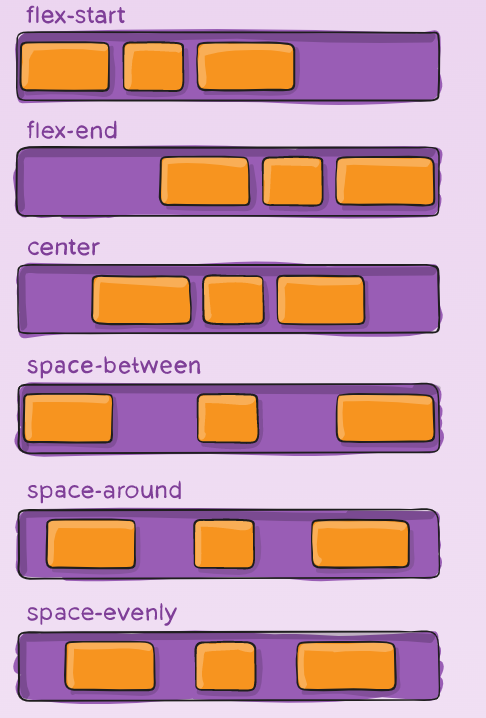 flex-start
flex-end
center
space-between
space-around
space-evenly